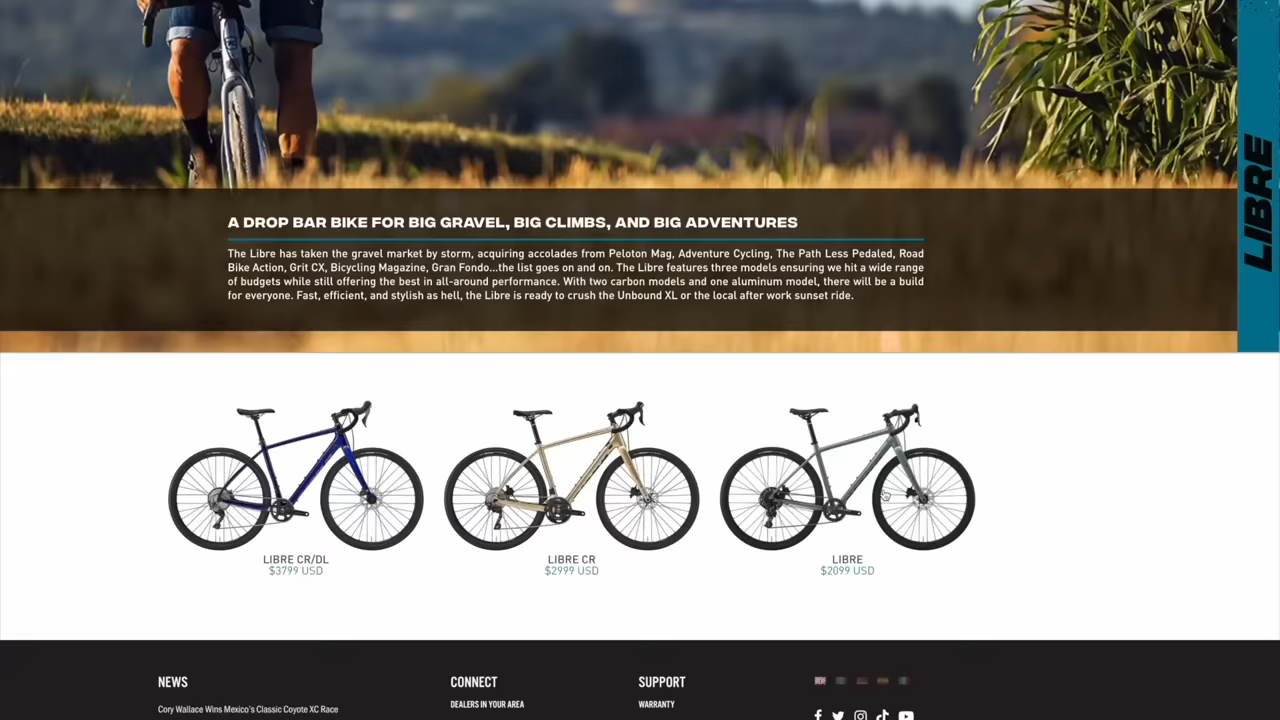 LIBRE
A DROP BAR BIKE FOR BIG GRAVEL, BIG CLIMBS, AND BIG ADVENTURES
The Libre has taken the gravel market by storm, acquiring accolades from Peloton Mag, Adventure Cycling, The Path Less Pedaled, Road
Bike Action, Grit CX, Bicycling Magazine, Gran Fondo...the list goes on and on. The Libre features three models ensuring we hit a wide range
of budgets while still offering the best in all-around performance. With two carbon models and one aluminum model, there will be a build
for everyone. Fast, efficient, and stylish as hell, the Libre is ready to crush the Unbound XL or the local after work sunset ride.
LIBRE CR/DL
$3799 USD
LIBRE CR
$2999 USD
LIBRE
$2099 USD
NEWS
Cory Wallace Wins Mexico's Classic Coyote XC Race
CONNECT
DEALERS IN YOUR AREA
SUPPORT
WARRANTY